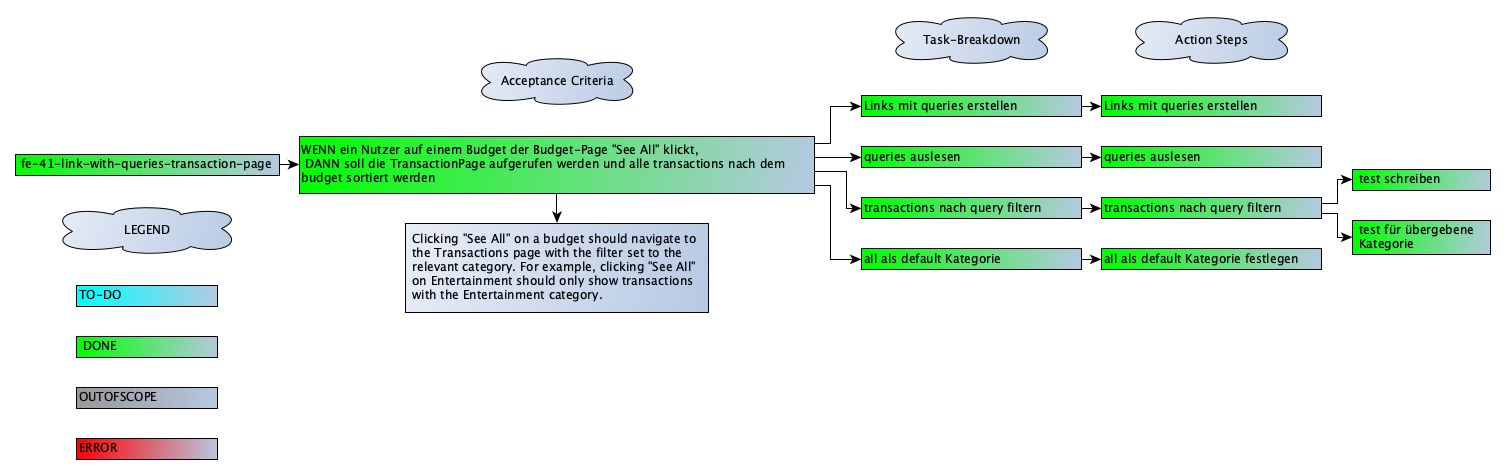 Task-Breakdown
Action Steps
Acceptance Criteria
fe-41-link-with-queries-transaction-page
WENN ein Nutzer auf einem Budget der Budget-Page "See All" klickt,
DANN soll die TransactionPage aufgerufen werden und alle transactions nach dem
budget sortiert werden
Clicking "See All" on a budget should navigate to
the Transactions page with the filter set to the
relevant category. For example, clicking "See All"
on Entertainment should only show transactions
with the Entertainment category.
Links mit queries erstellen
Links mit queries erstellen
queries auslesen
queries auslesen
transactions nach query filtern
transactions nach query filtern
test schreiben
test für übergebene
Kategorie
all als default Kategorie
all als default Kategorie festlegen
LEGEND
TO-DO
DONE
OUTOFSCOPE
ERROR